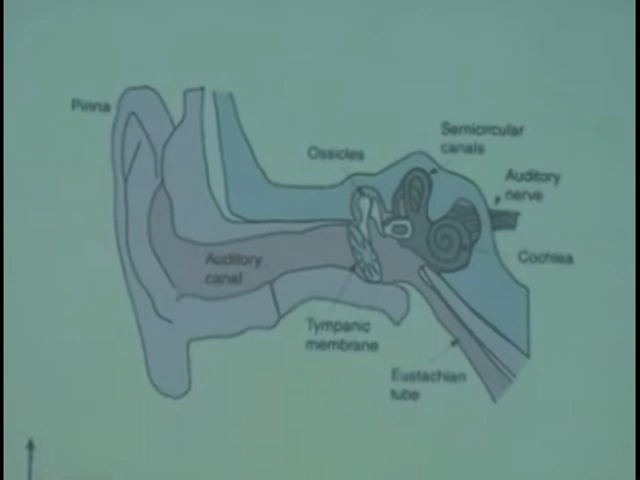 Pinna
Semicircular
canals
Ossicles
Auditory
nerve
Auditory
canal
Cochlea
Tympanic
membrane
Eustachian
tube